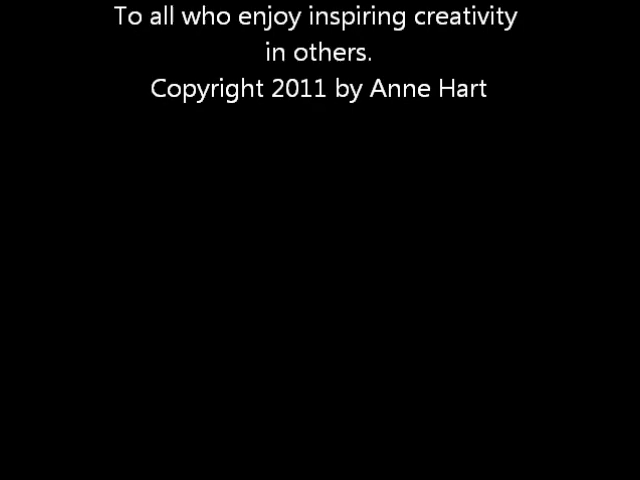 To all who enjoy inspiring creativity
in others.
Copyright 2011 by Anne Hart